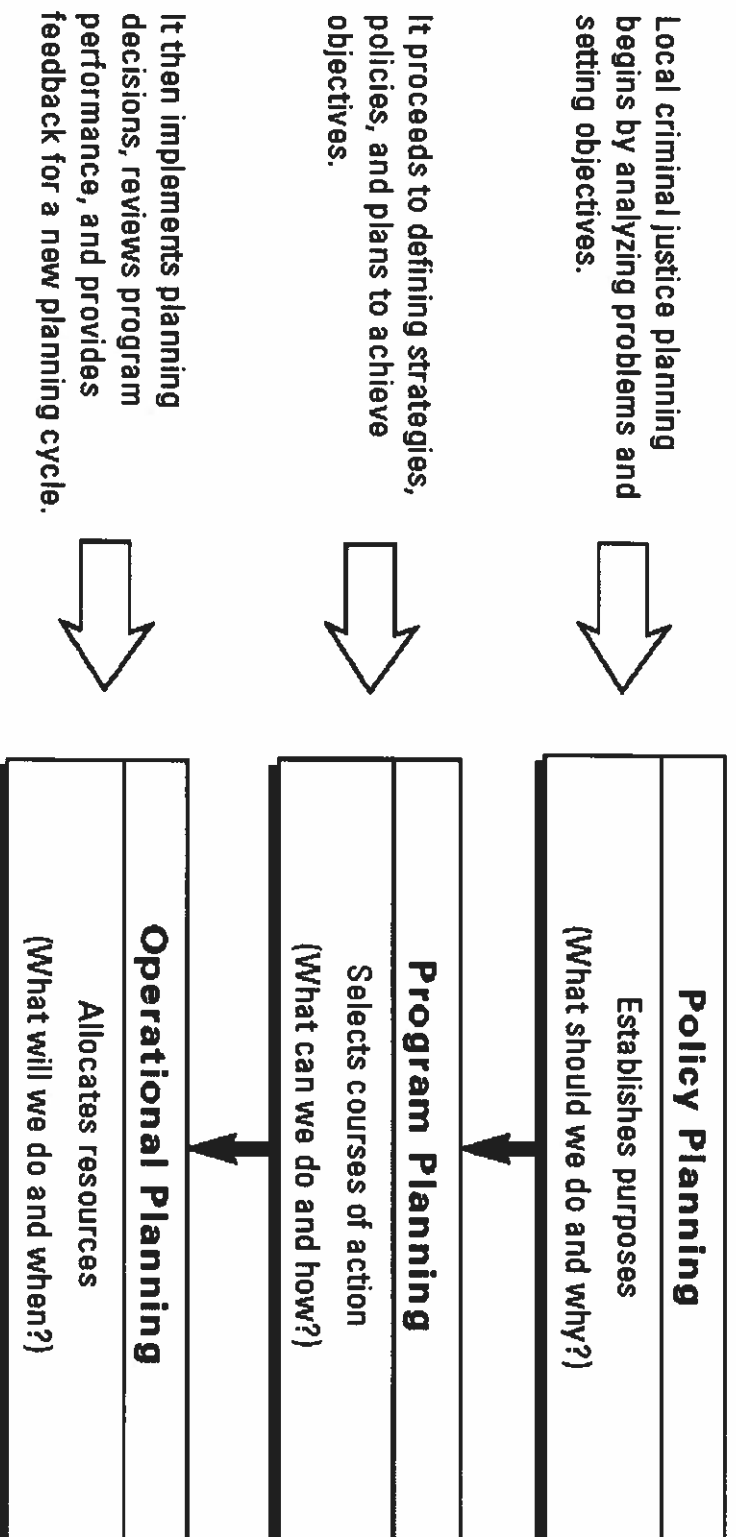 Local criminal justice planning
begins by analyzing problems and
setting objectives.
Policy Planning
Establishes purposes
(What should we do and why?)
It proceeds to defining strategies,
policies, and plans to achieve
objectives.
Program Planning
Selects courses of action
(What can we do and how?)
It then implements planning
decisions, reviews program
performance, and provides
feedback for a new planning cycle.
Operational Planning
Allocates resources
(What will we do and when?)